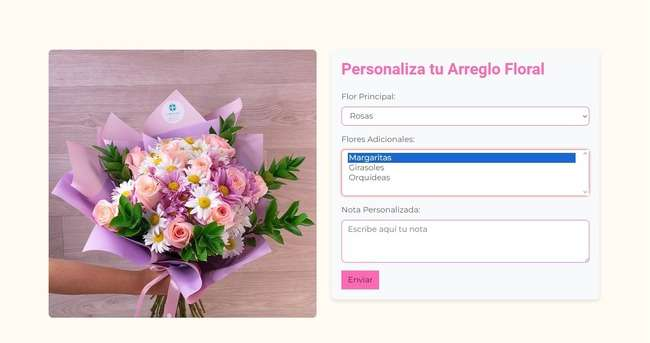 Personaliza tu Arreglo Floral
Flor Principal:
Rosas
Flores Adicionales:
Margaritas
Girasoles
Orquídeas
Nota Personalizada:
Escribe aquí tu nota
Enviar